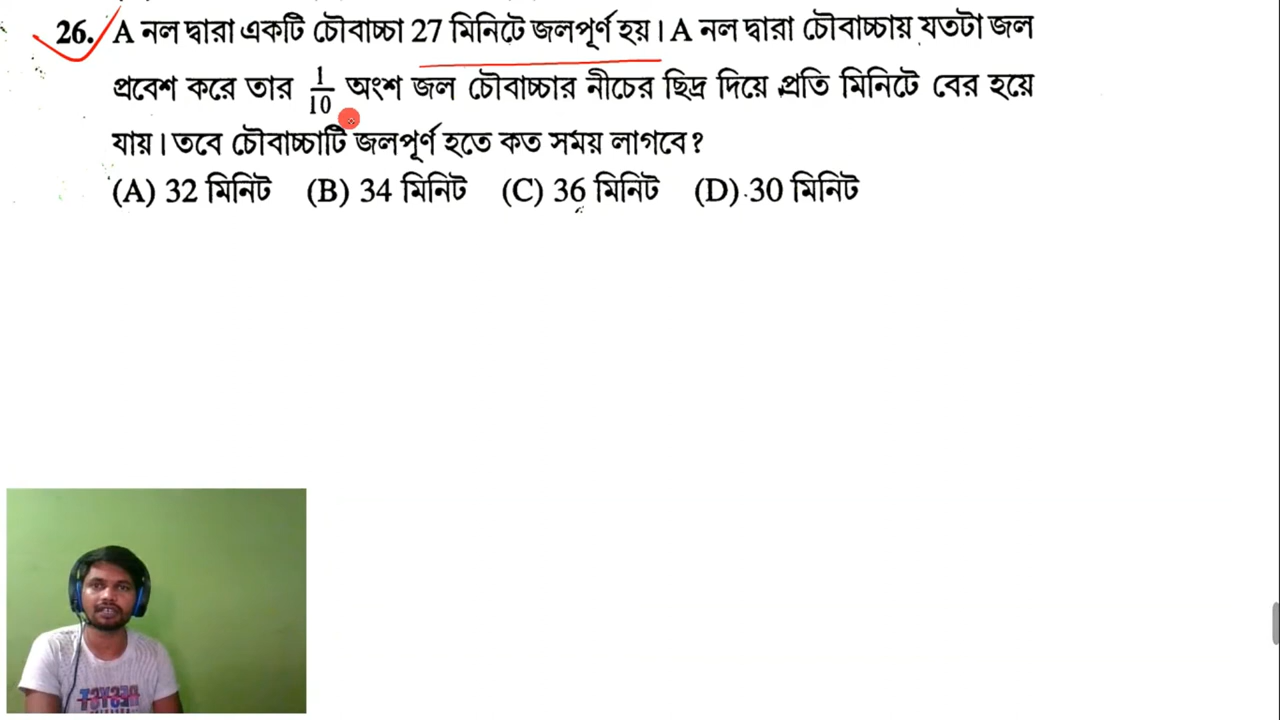 26. A নল দ্বারা একটি চৌবাচ্চা 27 মিনিটে জলপূর্ণ হয়। A নল দ্বারা চৌবাচ্চায় যতটা জল
প্রবেশ করে তার 1/10 অংশ জল চৌবাচ্চার নীচের ছিদ্র দিয়ে প্রতি মিনিটে বের হয়ে
যায়। তবে চৌবাচ্চাটি জলপূর্ণ হতে কত সময় লাগবে?
(A) 32 মিনিট (B) 34 মিনিট (C) 36 মিনিট (D) 30 মিনিট